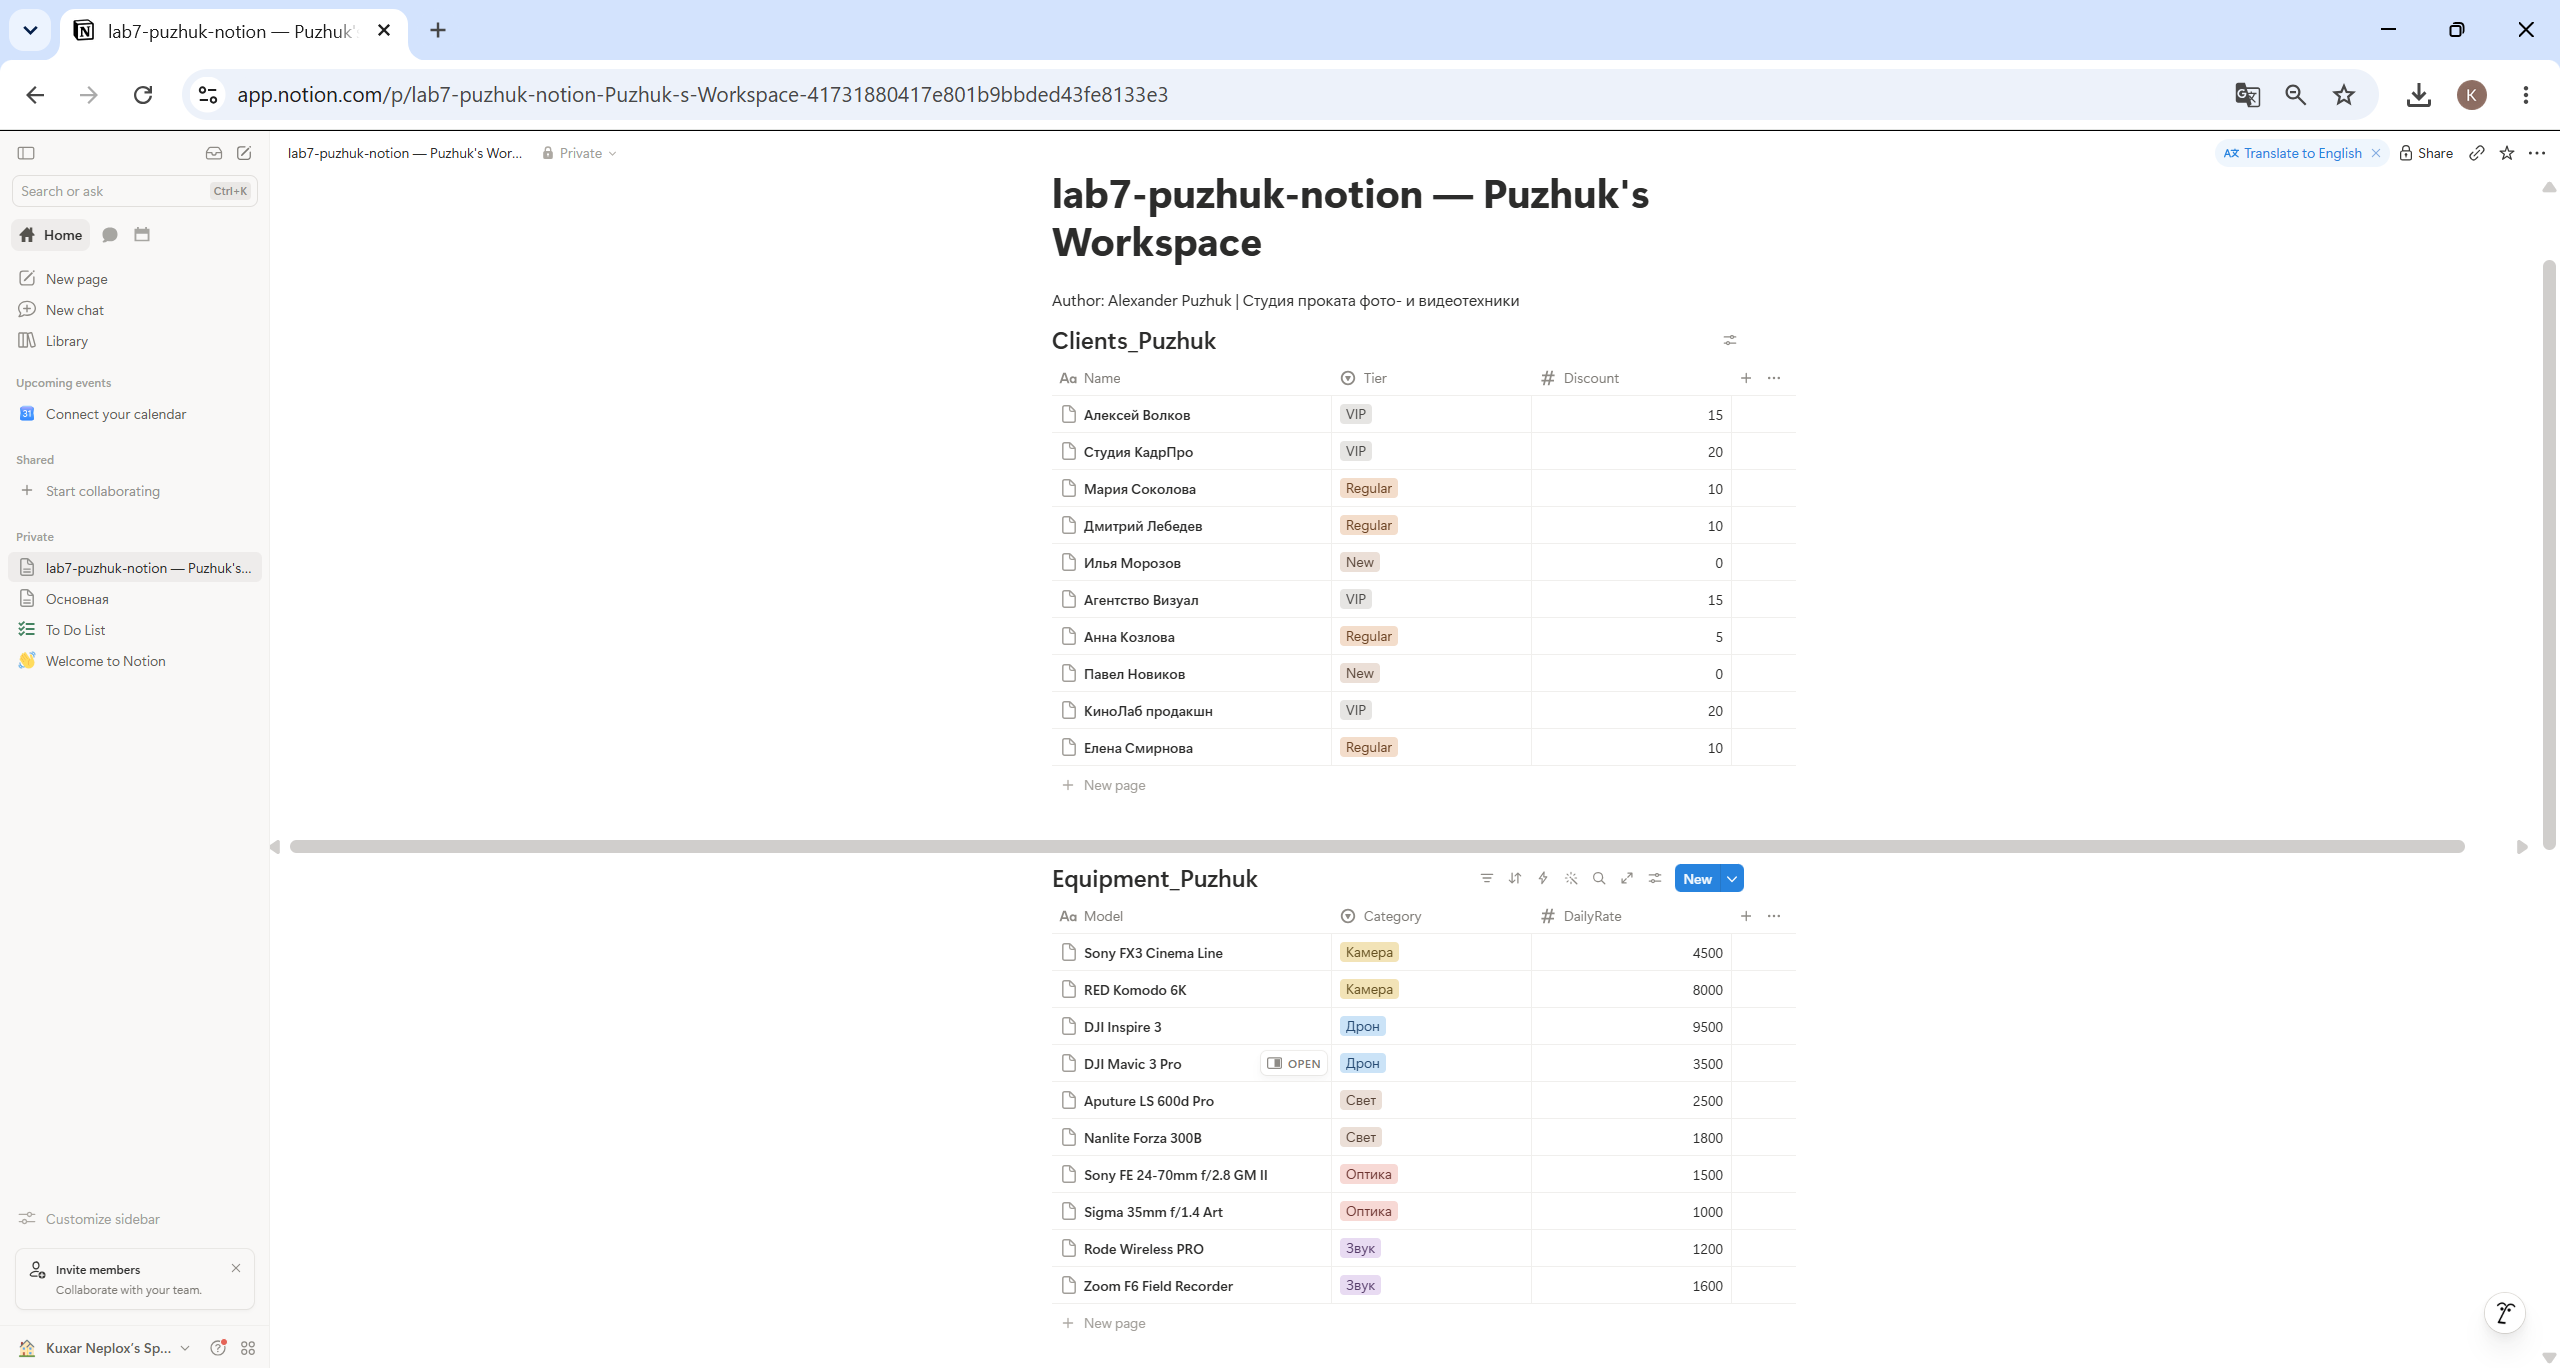 lab7-puzhuk-notion — Puzhuk's
app.notion.com/p/lab7-puzhuk-notion-Puzhuk-s-Workspace-41731880417e801b9bbded43fe8133e3
K
lab7-puzhuk-notion — Puzhuk's Wor...
Private
Translate to English
Share
Search or ask
Ctrl+K
Home
New page
New chat
Library
Upcoming events
31
Connect your calendar
Shared
Start collaborating
Private
lab7-puzhuk-notion — Puzhuk's...
Основная
To Do List
Welcome to Notion
Customize sidebar
Invite members
Collaborate with your team.
Kuxar Neplox's Sp...
lab7-puzhuk-notion — Puzhuk's
Workspace
Author: Alexander Puzhuk | Студия проката фото- и видеотехники
Clients_Puzhuk
Aa Name Tier # Discount
Алексей Волков VIP 15
Студия КадрПро VIP 20
Мария Соколова Regular 10
Дмитрий Лебедев Regular 10
Илья Морозов New 0
Агентство Визуал VIP 15
Анна Козлова Regular 5
Павел Новиков New 0
КиноЛаб продакшн VIP 20
Елена Смирнова Regular 10
New page
Equipment_Puzhuk
New
Aa Model Category # DailyRate
Sony FX3 Cinema Line Камера 4500
RED Komodo 6K Камера 8000
DJI Inspire 3 Дрон 9500
DJI Mavic 3 Pro OPEN Дрон 3500
Aputure LS 600d Pro Свет 2500
Nanlite Forza 300B Свет 1800
Sony FE 24-70mm f/2.8 GM II Оптика 1500
Sigma 35mm f/1.4 Art Оптика 1000
Rode Wireless PRO Звук 1200
Zoom F6 Field Recorder Звук 1600
New page